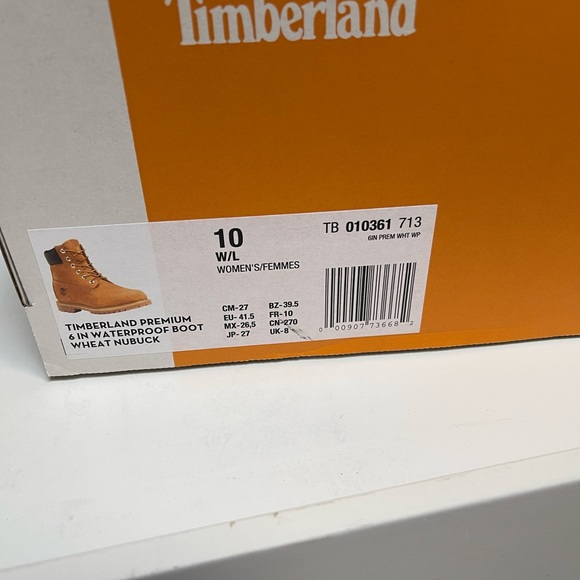 Timberland
10
W/L
WOMEN'S/FEMMES
TB 010361 713
6IN PREM WHT WP
TIMBERLAND PREMIUM
6 IN WATERPROOF BOOT
WHEAT NUBUCK
CM-27 BZ-39.5
EU- 41.5 FR-10
MX-26,5 CN-270
JP- 27 UK-8
0 00907 73668 2